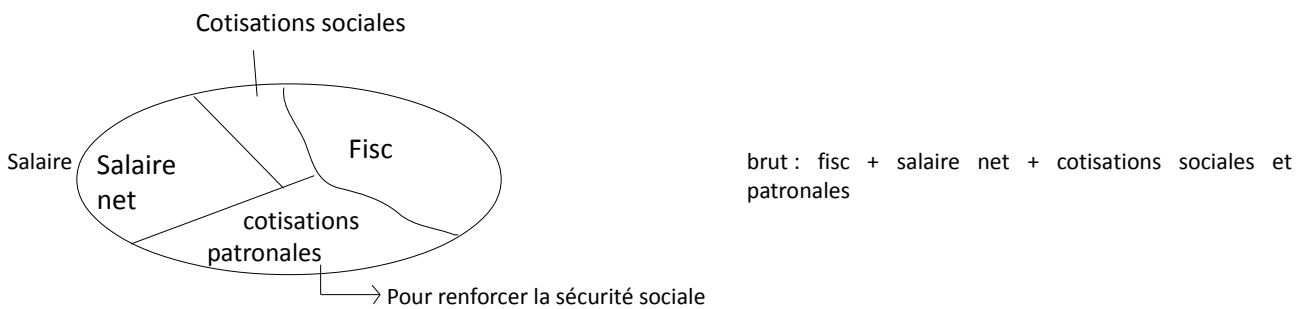 Cotisations sociales
Fisc
Salaire
Salaire
net
brut : fisc + salaire net + cotisations sociales et
patronales
cotisations
patronales
Pour renforcer la sécurité sociale